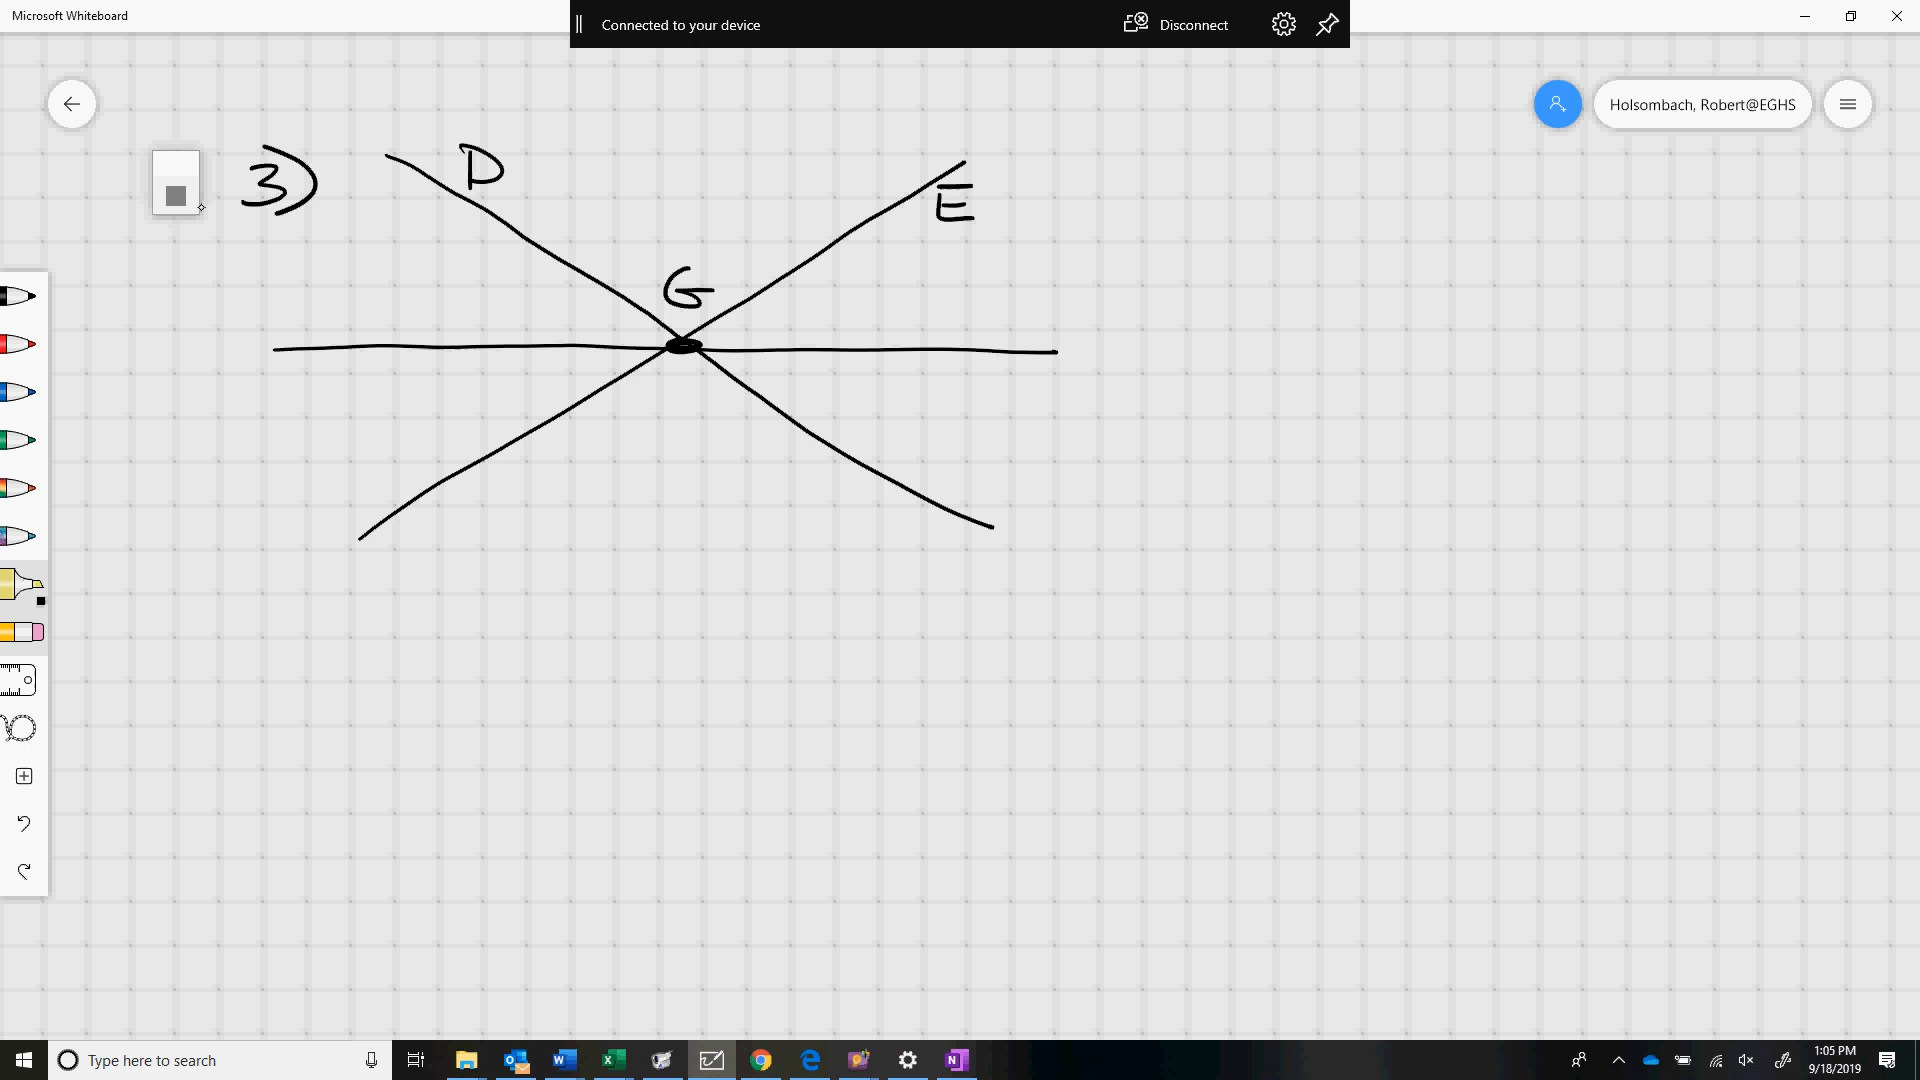 Microsoft Whiteboard
Connected to your device
Disconnect
Holsombach, Robert@EGHS
3)
D
E
G
Type here to search
1:05 PM
9/18/2019